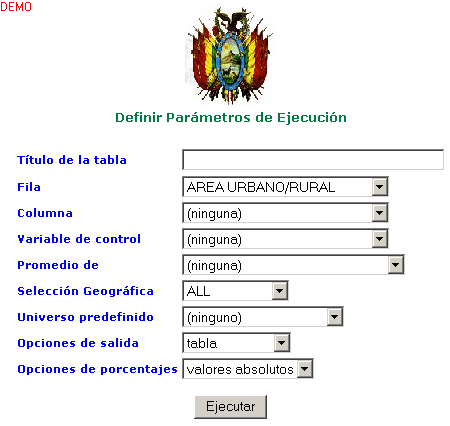 DEMO
Definir Parámetros de Ejecución
Título de la tabla
Fila AREA URBANO/RURAL
Columna (ninguna)
Variable de control (ninguna)
Promedio de (ninguna)
Selección Geográfica ALL
Universo predefinido (ninguno)
Opciones de salida tabla
Opciones de porcentajes valores absolutos
Ejecutar